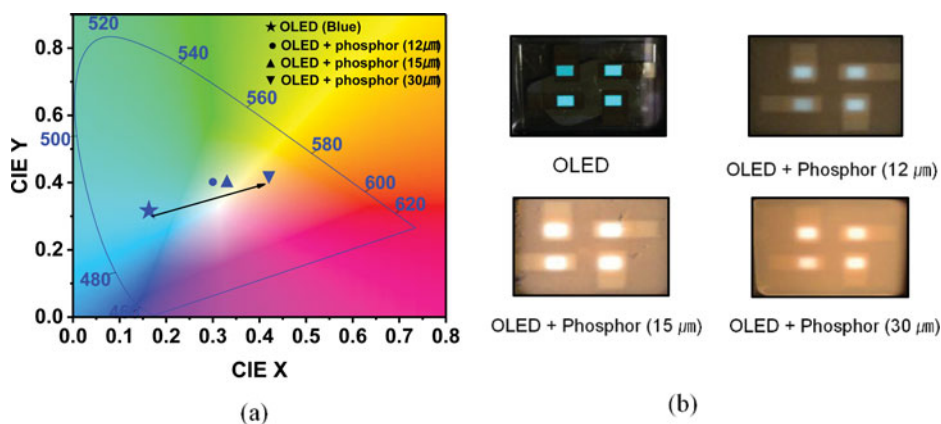 OLED (Blue)
OLED + phosphor (12㎛)
OLED + phosphor (15㎛)
OLED + phosphor (30㎛)
520
540
560
580
600
620
500
480
0.8
0.6
0.4
0.2
0.0
CIE Y
0.0 0.1 0.2 0.3 0.4 0.5 0.6 0.7 0.8
CIE X
(a)
OLED
OLED + Phosphor (12 ㎛)
OLED + Phosphor (15 ㎛)
OLED + Phosphor (30 ㎛)
(b)